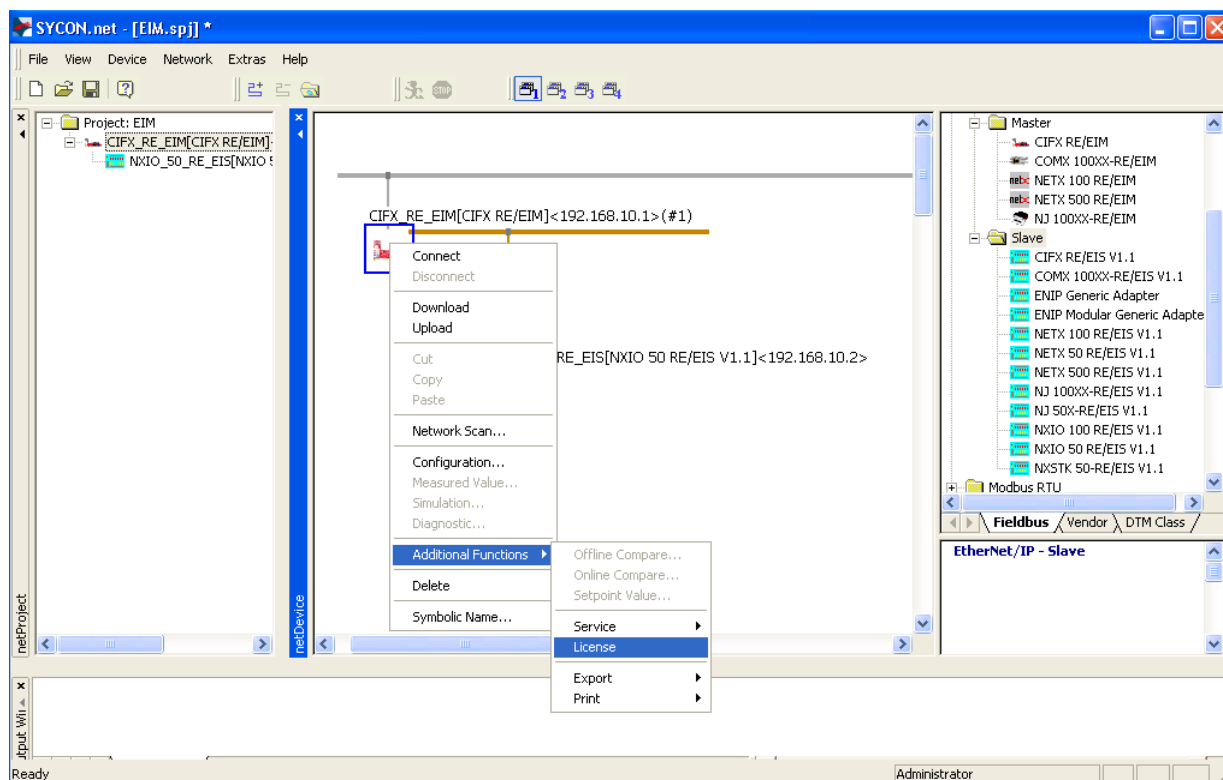 SYCON.net - [EIM.spj] *
File View Device Network Extras Help
Project: EIM
CIFX_RE_EIM[CIFX RE/EIM]
NXIO_50_RE_EIS[NXIO 5
netProject
netDevice
CIFX_RE_EIM[CIFX RE/EIM]<192.168.10.1>(#1)
RE_EIS[NXIO 50 RE/EIS V1.1]<192.168.10.2>
Connect
Disconnect
Download
Upload
Cut
Copy
Paste
Network Scan...
Configuration...
Measured Value...
Simulation...
Diagnostic...
Additional Functions
Delete
Symbolic Name...
Offline Compare...
Online Compare...
Setpoint Value...
Service
License
Export
Print
Master
CIFX RE/EIM
COMX 100XX-RE/EIM
NETX 100 RE/EIM
NETX 500 RE/EIM
NJ 100XX-RE/EIM
Slave
CIFX RE/EIS V1.1
COMX 100XX-RE/EIS V1.1
ENIP Generic Adapter
ENIP Modular Generic Adapte
NETX 100 RE/EIS V1.1
NETX 50 RE/EIS V1.1
NETX 500 RE/EIS V1.1
NJ 100XX-RE/EIS V1.1
NJ 50X-RE/EIS V1.1
NXIO 100 RE/EIS V1.1
NXIO 50 RE/EIS V1.1
NXSTK 50-RE/EIS V1.1
Modbus RTU
Fieldbus Vendor DTM Class
EtherNet/IP - Slave
Ready
Administrator